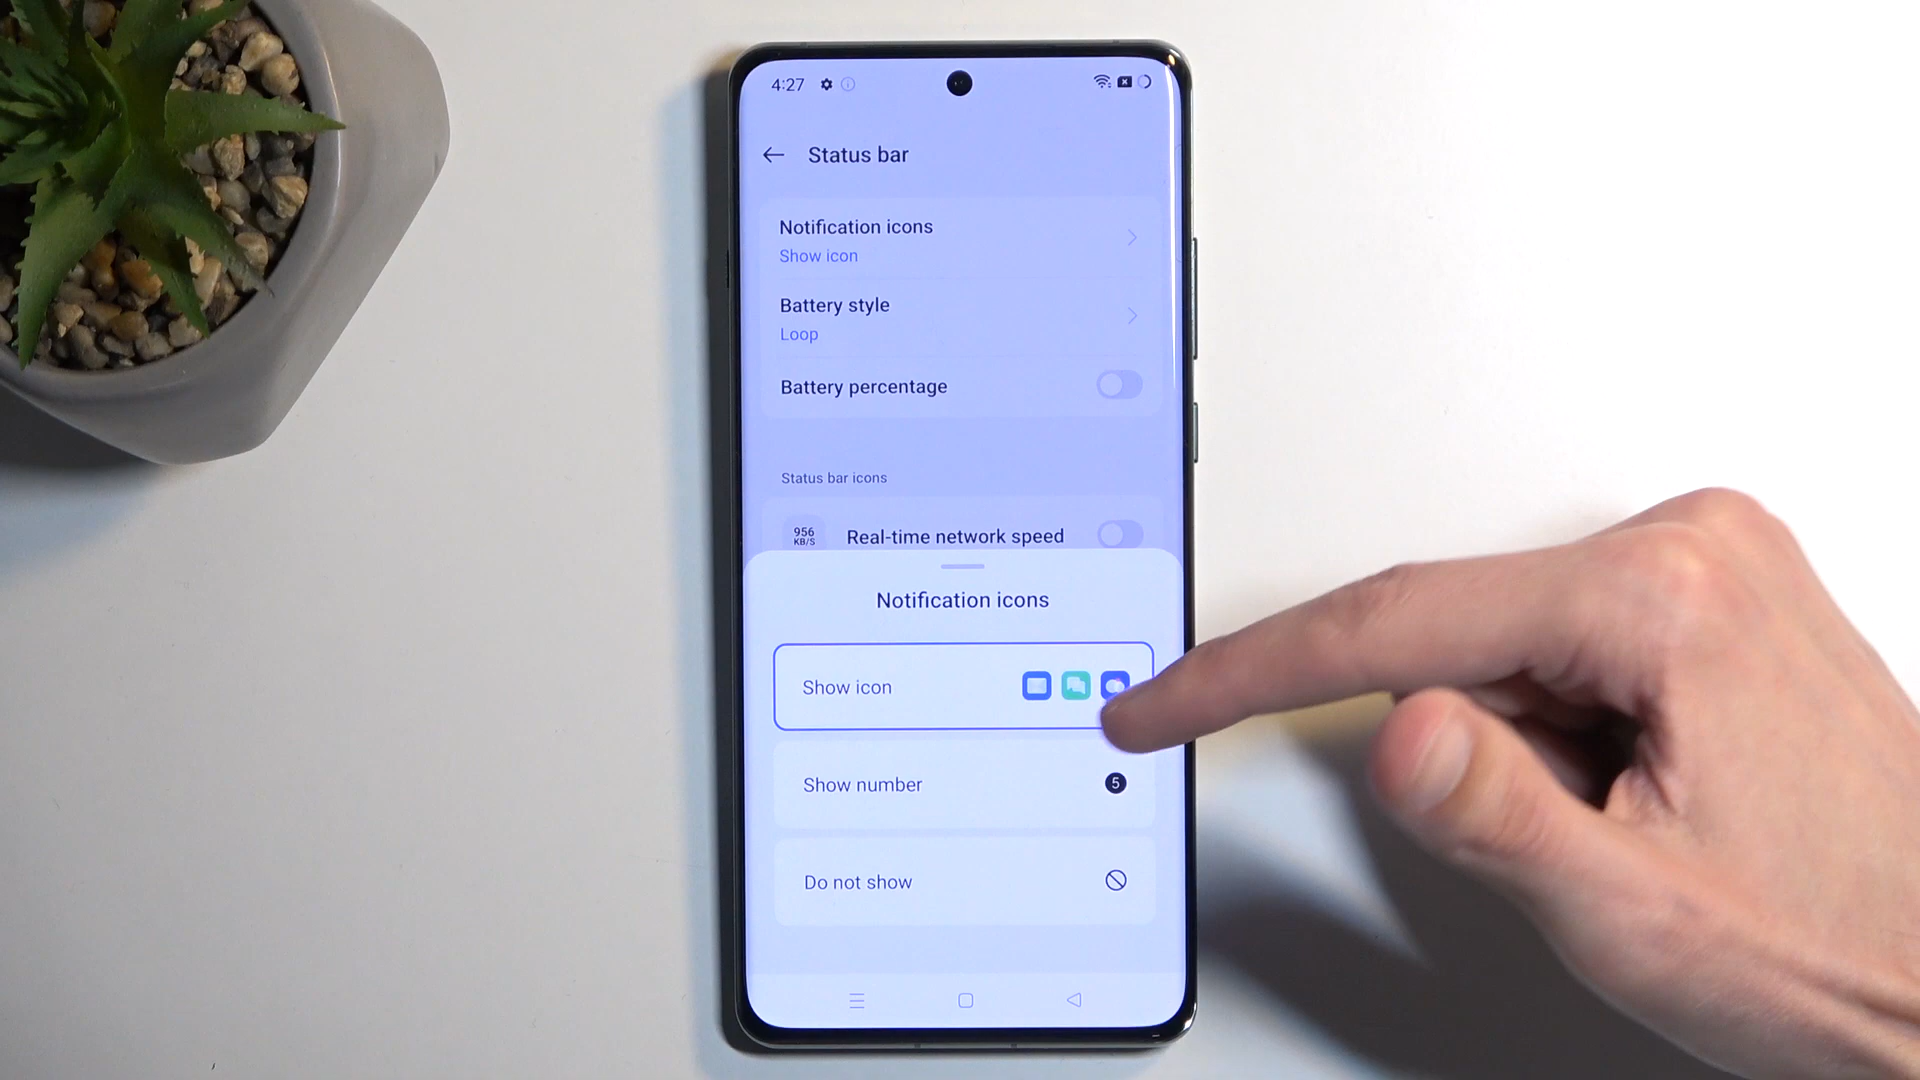 4:27
Status bar
Notification icons
Show icon
Battery style
Loop
Battery percentage
Status bar icons
956
KB/S
Real-time network speed
Notification icons
Show icon
Show number
5
Do not show